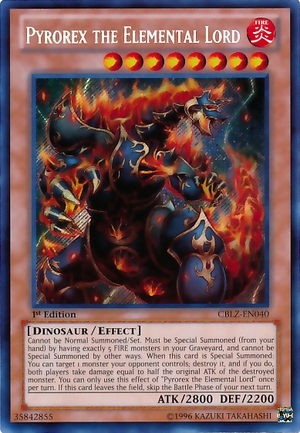 PYROREX THE ELEMENTAL LORD
FIRE
炎
1st Edition
CBLZ-EN040
[DINOSAUR / EFFECT]
Cannot be Normal Summoned/Set. Must be Special Summoned (from your
hand) by having exactly 5 FIRE monsters in your Graveyard, and cannot be
Special Summoned by other ways. When this card is Special Summoned:
You can target 1 monster your opponent controls; destroy it, and if you do,
both players take damage equal to half the original ATK of the destroyed
monster. You can only use this effect of "Pyrorex the Elemental Lord" once
per turn. If this card leaves the field, skip the Battle Phase of your next turn.
ATK/2800 DEF/2200
35842855
©1996 KAZUKI TAKAHASHI